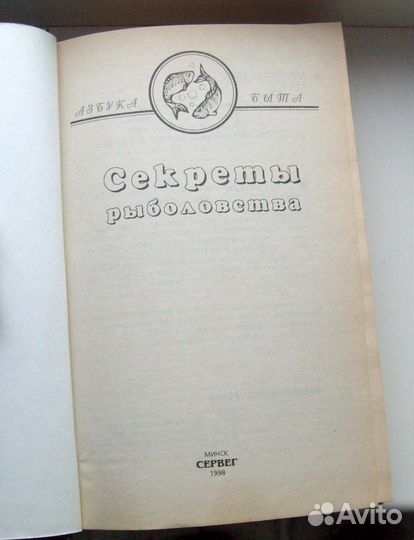 АЗБУКА БЫТА
Секреты
рыболовства
МИНСК
СЕРВЕГ
1998
Avito